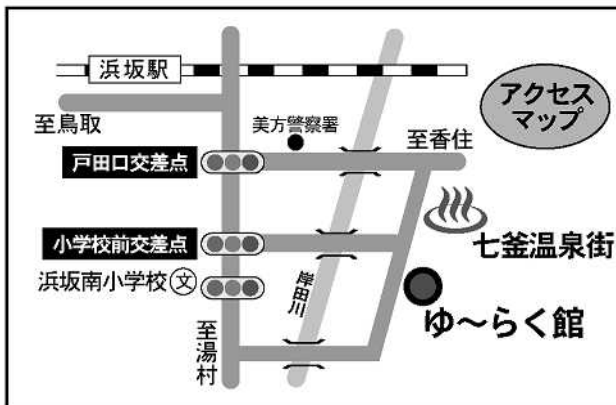 浜坂駅
アクセス
マップ
至鳥取
美方警察署
至香住
戸田口交差点
小学校前交差点
七釜温泉街
浜坂南小学校 文
岸田川
ゆ～らく館
至湯村